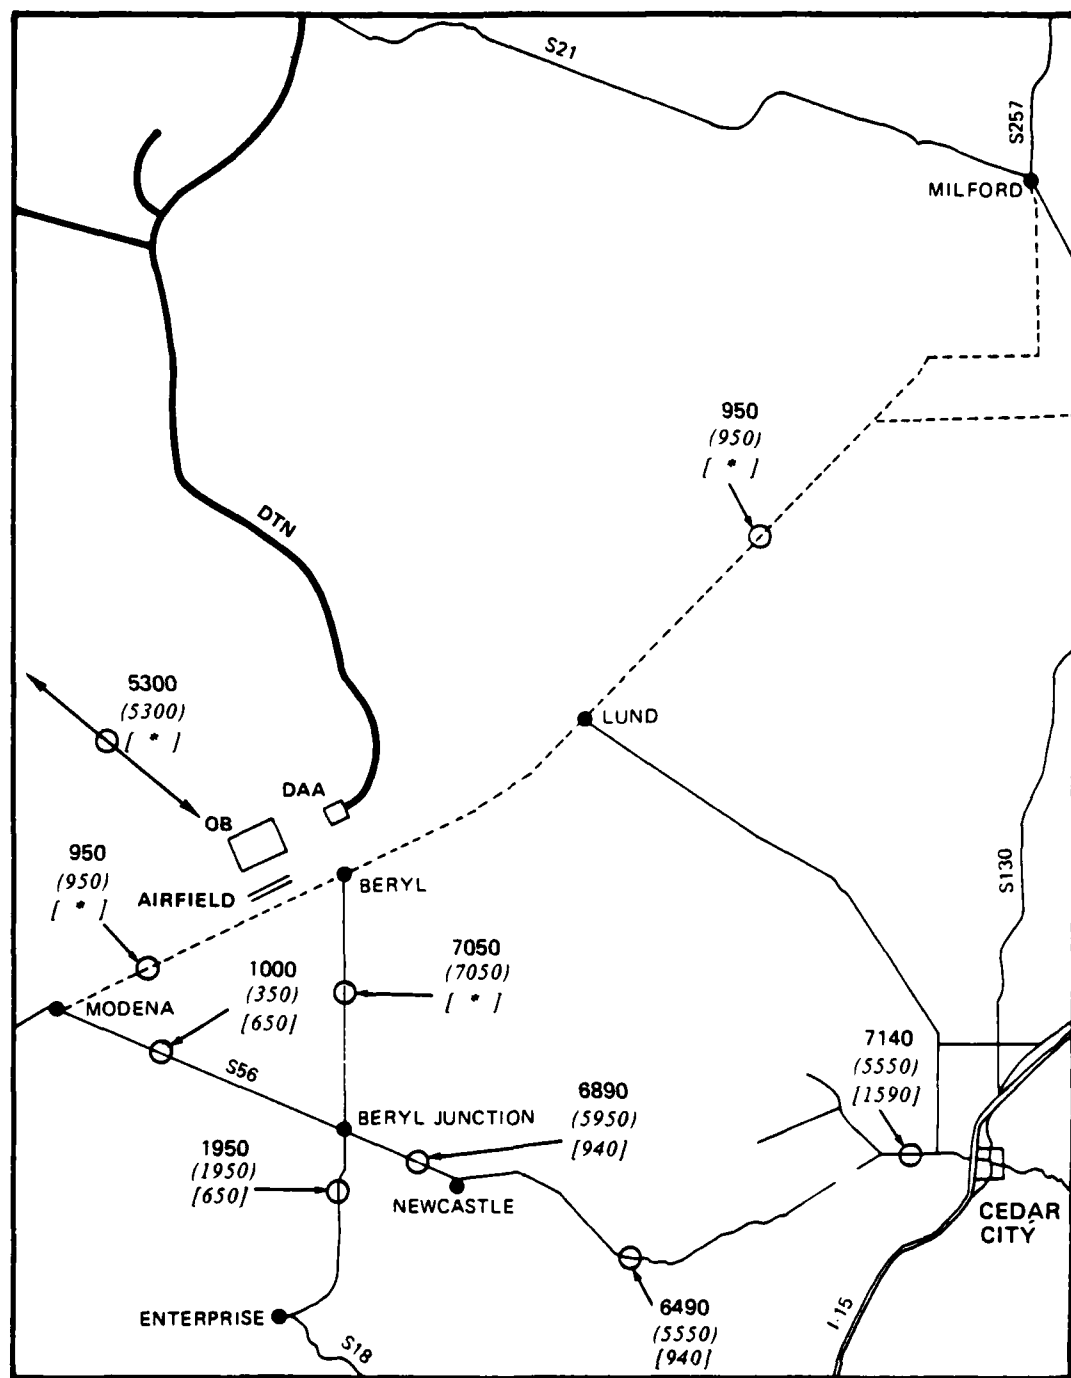 S21
S257
MILFORD
950
(950)
[ * ]
DTN
5300
(5300)
[ * ]
LUND
DAA
OB
950
(950)
[ * ]
AIRFIELD
BERYL
S130
7050
(7050)
[ * ]
1000
(350)
[650]
MODENA
S56
7140
(5550)
[1590]
6890
(5950)
[940]
BERYL JUNCTION
1950
(1950)
[650]
NEWCASTLE
CEDAR
CITY
6490
(5550)
[940]
ENTERPRISE
S18
I-15